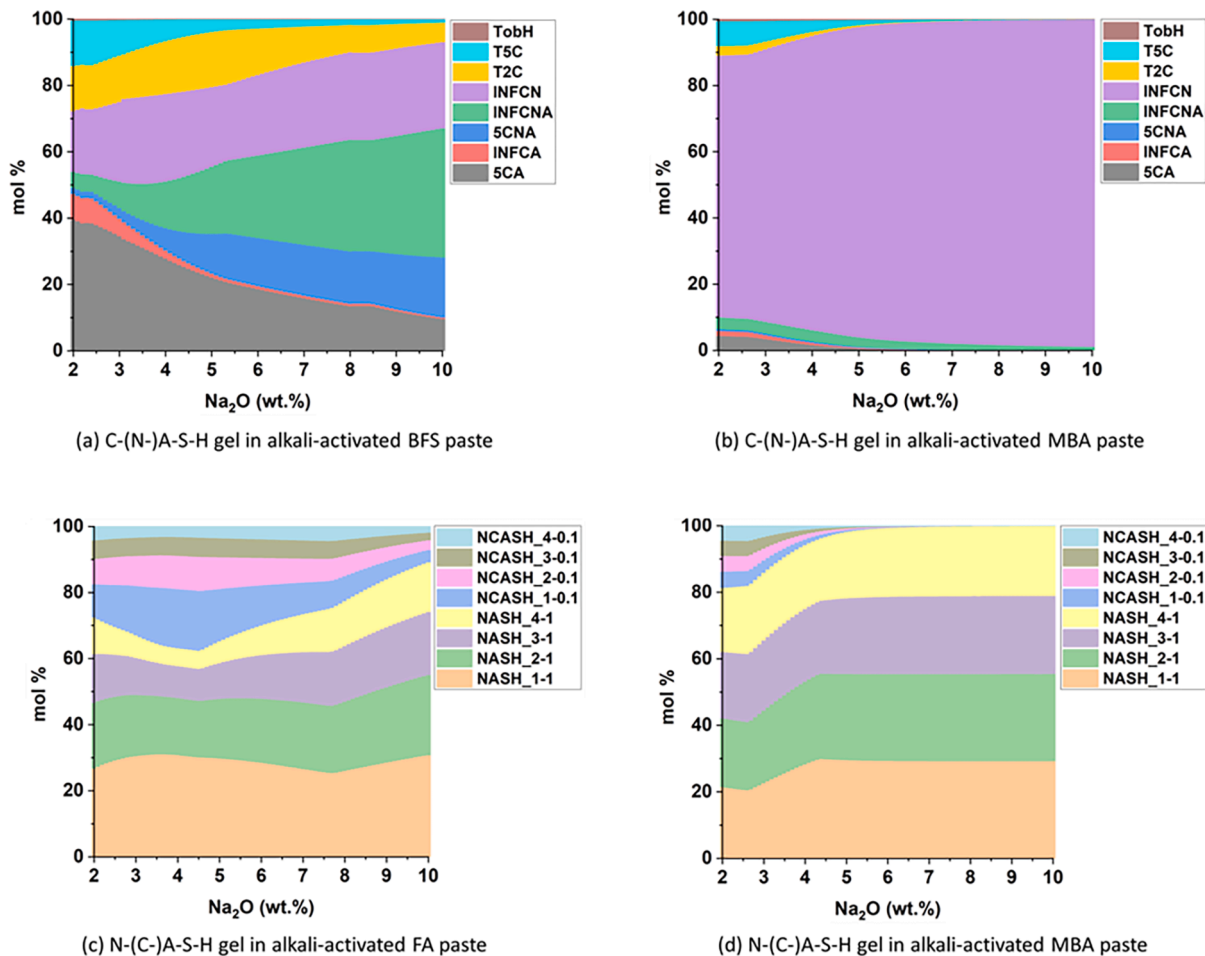 100
80
60
40
20
0
mol %
2 3 4 5 6 7 8 9 10
Na₂O (wt.%)
TobH
T5C
T2C
INFCN
INFCNA
5CNA
INFCA
5CA
(a) C-(N-)A-S-H gel in alkali-activated BFS paste
100
80
60
40
20
0
mol %
2 3 4 5 6 7 8 9 10
Na₂O (wt.%)
TobH
T5C
T2C
INFCN
INFCNA
5CNA
INFCA
5CA
(b) C-(N-)A-S-H gel in alkali-activated MBA paste
100
80
60
40
20
0
mol %
2 3 4 5 6 7 8 9 10
Na₂O (wt.%)
NCASH_4-0.1
NCASH_3-0.1
NCASH_2-0.1
NCASH_1-0.1
NASH_4-1
NASH_3-1
NASH_2-1
NASH_1-1
(c) N-(C-)A-S-H gel in alkali-activated FA paste
100
80
60
40
20
0
mol %
2 3 4 5 6 7 8 9 10
Na₂O (wt.%)
NCASH_4-0.1
NCASH_3-0.1
NCASH_2-0.1
NCASH_1-0.1
NASH_4-1
NASH_3-1
NASH_2-1
NASH_1-1
(d) N-(C-)A-S-H gel in alkali-activated MBA paste